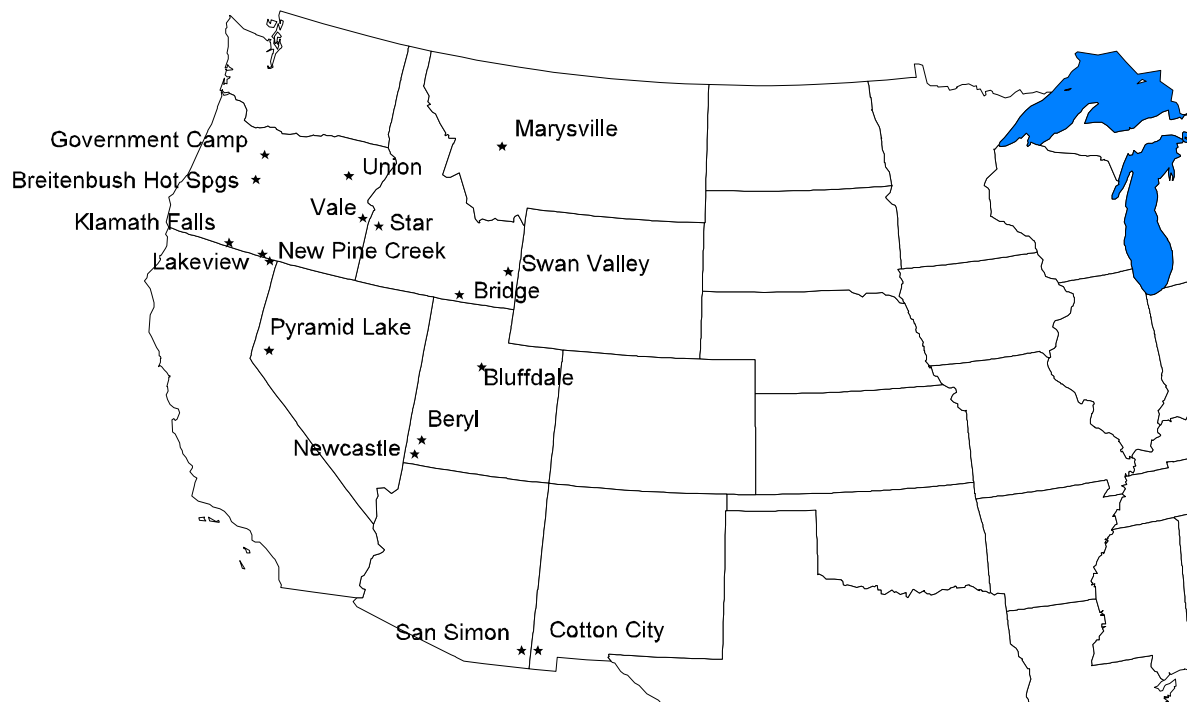 Marysville
Government Camp
Union
Breitenbush Hot Spgs
Vale
Klamath Falls
Star
New Pine Creek
Lakeview
Swan Valley
Bridge
Pyramid Lake
Bluffdale
Beryl
Newcastle
San Simon
Cotton City